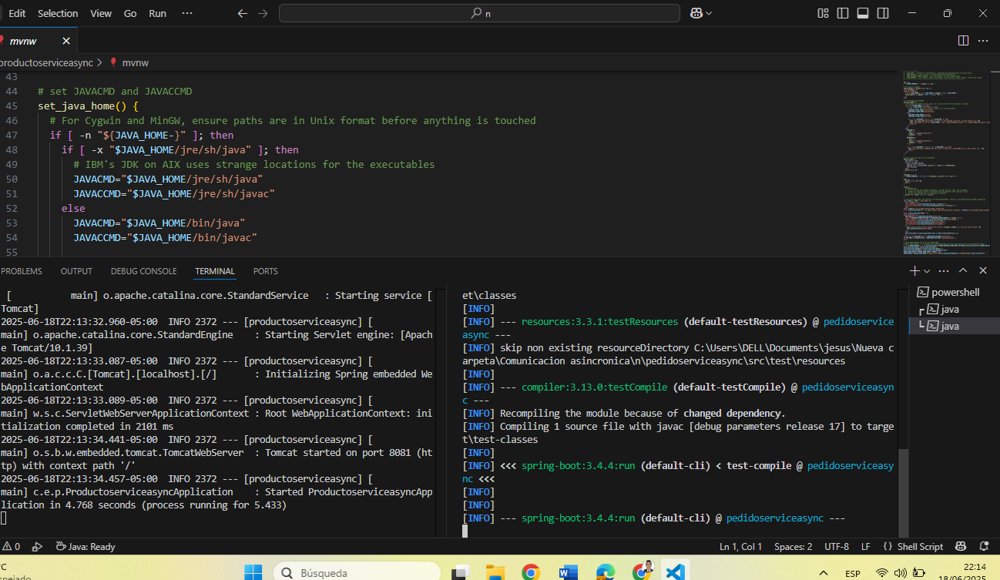 Edit Selection View Go Run ···
n
mvnw
productoserviceasync > mvnw
43
44 # set JAVACMD and JAVACCMD
45 set_java_home() {
46 # For Cygwin and MinGW, ensure paths are in Unix format before anything is touched
47 if [ -n "${JAVA_HOME-}" ]; then
48 if [ -x "$JAVA_HOME/jre/sh/java" ]; then
49 # IBM's JDK on AIX uses strange locations for the executables
50 JAVACMD="$JAVA_HOME/jre/sh/java"
51 JAVACCMD="$JAVA_HOME/jre/sh/javac"
52 else
53 JAVACMD="$JAVA_HOME/bin/java"
54 JAVACCMD="$JAVA_HOME/bin/javac"
55
PROBLEMS OUTPUT DEBUG CONSOLE TERMINAL PORTS
[ main] o.apache.catalina.core.StandardService : Starting service [
Tomcat]
2025-06-18T22:13:32.960-05:00 INFO 2372 --- [productoserviceasync] [
main] o.apache.catalina.core.StandardEngine : Starting Servlet engine: [Apach
e Tomcat/10.1.39]
2025-06-18T22:13:33.087-05:00 INFO 2372 --- [productoserviceasync] [
main] o.a.c.c.C.[Tomcat].[localhost].[/] : Initializing Spring embedded We
bApplicationContext
2025-06-18T22:13:33.089-05:00 INFO 2372 --- [productoserviceasync] [
main] w.s.c.ServletWebServerApplicationContext : Root WebApplicationContext: ini
tialization completed in 2101 ms
2025-06-18T22:13:34.441-05:00 INFO 2372 --- [productoserviceasync] [
main] o.s.b.w.embedded.tomcat.TomcatWebServer : Tomcat started on port 8081 (ht
tp) with context path '/'
2025-06-18T22:13:34.457-05:00 INFO 2372 --- [productoserviceasync] [
main] c.e.p.ProductoserviceasyncApplication : Started ProductoserviceasyncApp
lication in 4.768 seconds (process running for 5.433)
et\classes
[INFO]
[INFO] --- resources:3.3.1:testResources (default-testResources) @ pedidoservice
async ---
[INFO] skip non existing resourceDirectory C:\Users\DELL\Documents\jesus\Nueva c
arpeta\Comunicacion asincronica\n\pedidoserviceasync\src\test\resources
[INFO]
[INFO] --- compiler:3.13.0:testCompile (default-testCompile) @ pedidoserviceasyn
c ---
[INFO] Recompiling the module because of changed dependency.
[INFO] Compiling 1 source file with javac [debug parameters release 17] to targe
t\test-classes
[INFO]
[INFO] <<< spring-boot:3.4.4:run (default-cli) < test-compile @ pedidoserviceasy
nc <<<
[INFO]
[INFO]
[INFO] --- spring-boot:3.4.4:run (default-cli) @ pedidoserviceasync ---
powershell
java
java
0 Java: Ready
Ln 1, Col 1 Spaces: 2 UTF-8 LF {} Shell Script
°C
Búsqueda
ESP
22:14
18/06/2025